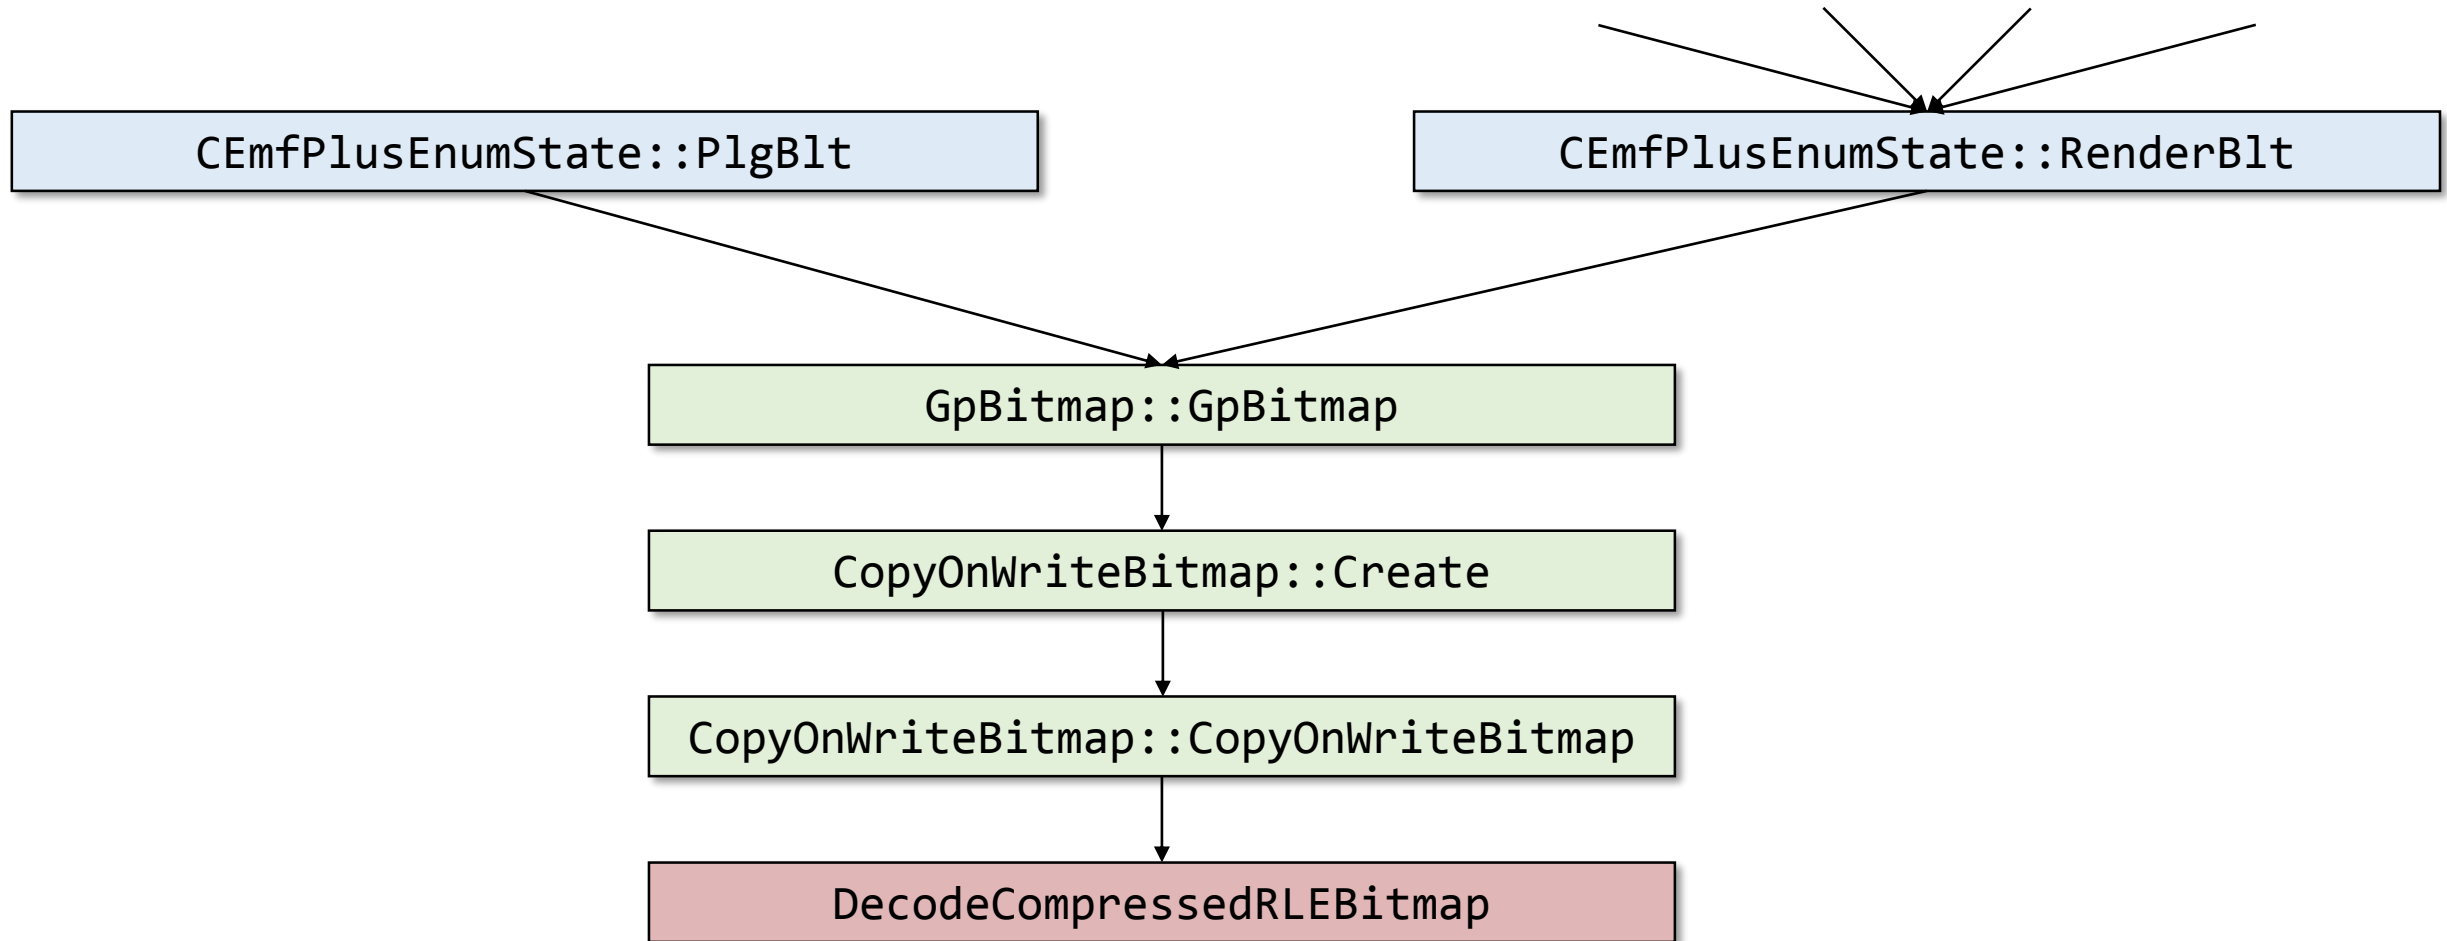 CEmfPlusEnumState::PlgBlt
CEmfPlusEnumState::RenderBlt
GpBitmap::GpBitmap
CopyOnWriteBitmap::Create
CopyOnWriteBitmap::CopyOnWriteBitmap
DecodeCompressedRLEBitmap